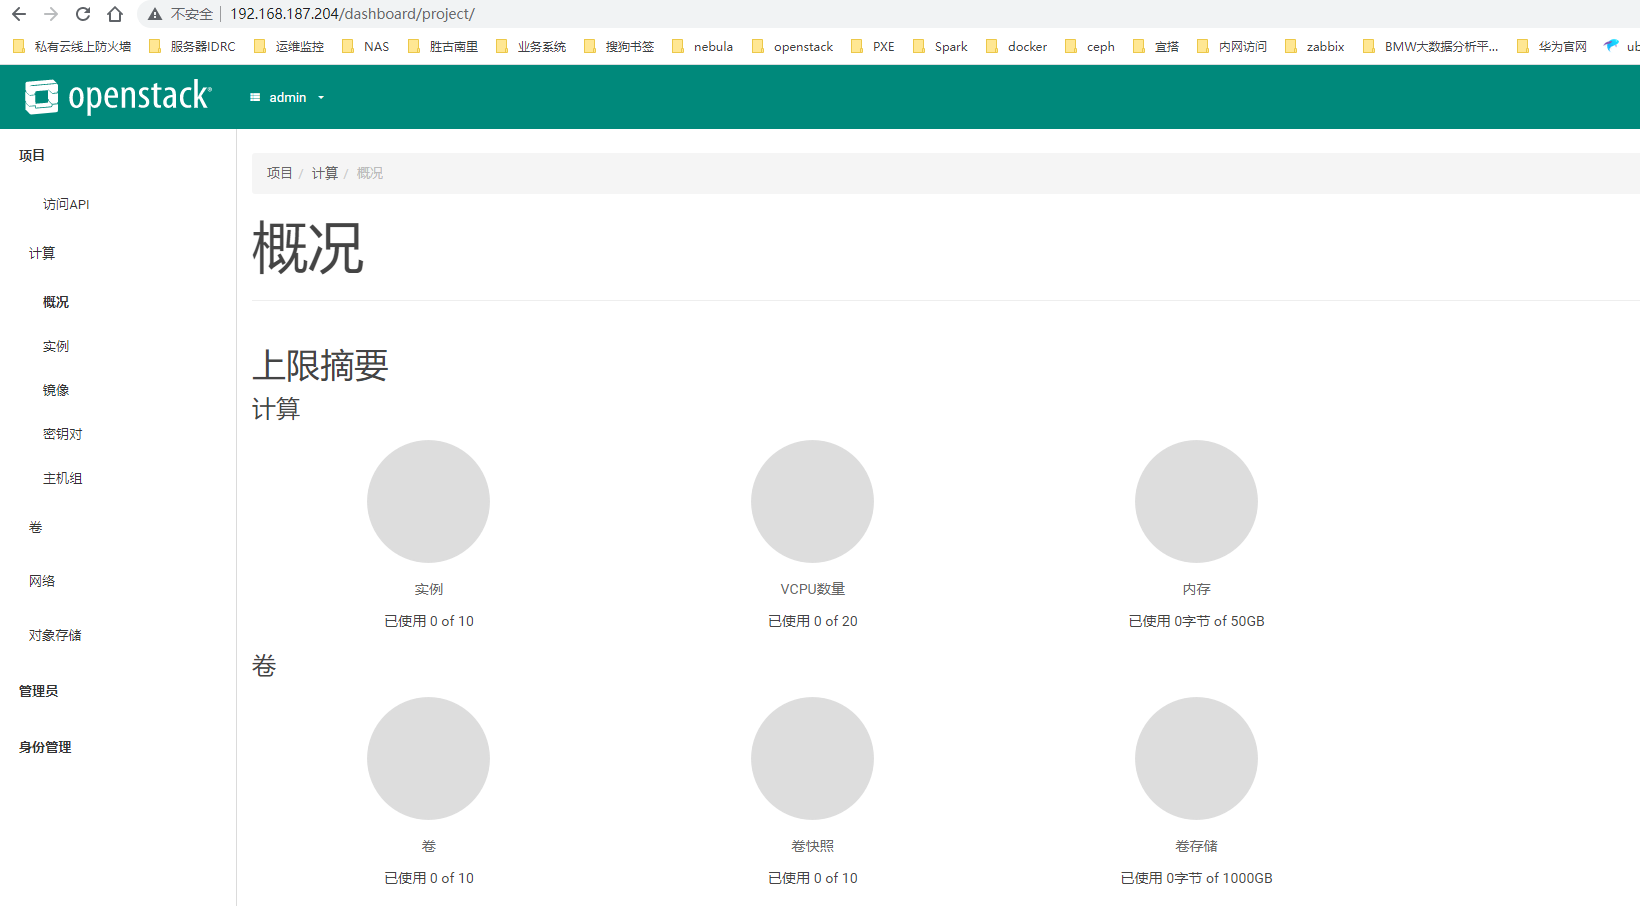 不安全 192.168.187.204/dashboard/project/
私有云线上防火墙 服务器IDRC 运维监控 NAS 胜古南里 业务系统 搜狗书签 nebula openstack PXE Spark docker ceph 宜搭 内网访问 zabbix BMW大数据分析平... 华为官网 ub
openstack admin
项目
访问API
计算
概况
实例
镜像
密钥对
主机组
卷
网络
对象存储
管理员
身份管理
项目 / 计算 / 概况
概况
上限摘要
计算
实例 VCPU数量 内存
已使用 0 of 10 已使用 0 of 20 已使用 0字节 of 50GB
卷
卷 卷快照 卷存储
已使用 0 of 10 已使用 0 of 10 已使用 0字节 of 1000GB